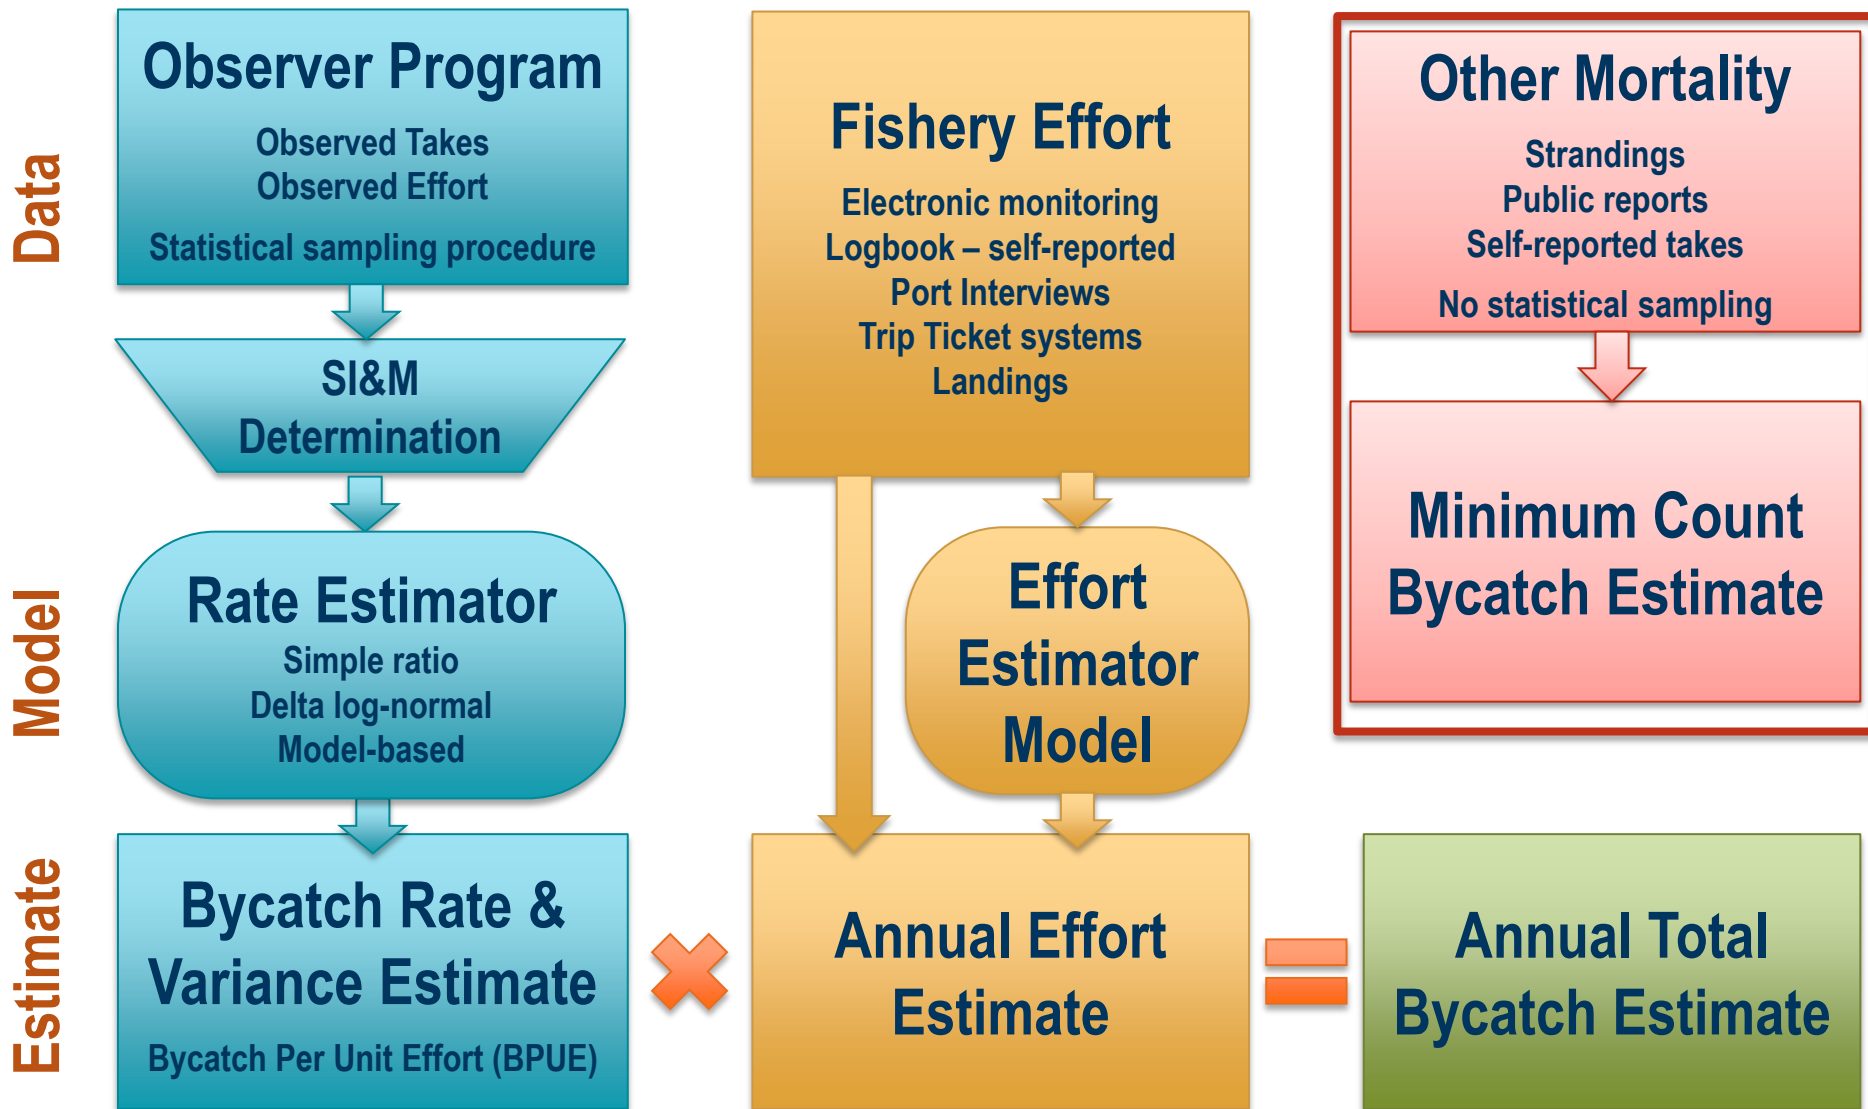 Data
Observer Program
Observed Takes
Observed Effort
Statistical sampling procedure
Fishery Effort
Electronic monitoring
Logbook – self-reported
Port Interviews
Trip Ticket systems
Landings
Other Mortality
Strandings
Public reports
Self-reported takes
No statistical sampling
SI&M
Determination
Model
Rate Estimator
Simple ratio
Delta log-normal
Model-based
Effort
Estimator
Model
Minimum Count
Bycatch Estimate
Estimate
Bycatch Rate &
Variance Estimate
Bycatch Per Unit Effort (BPUE)
Annual Effort
Estimate
Annual Total
Bycatch Estimate